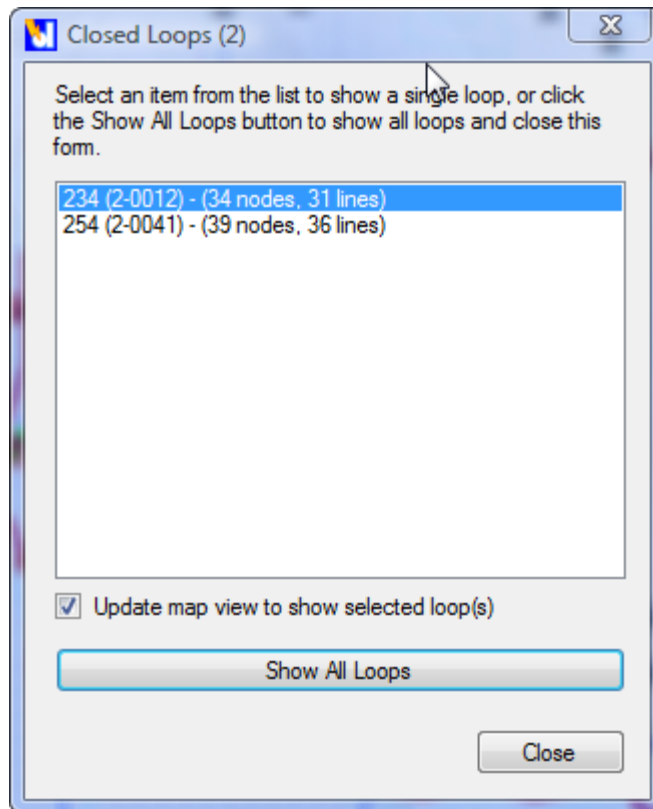 Closed Loops (2)
Select an item from the list to show a single loop, or click
the Show All Loops button to show all loops and close this
form.
234 (2-0012) - (34 nodes, 31 lines)
254 (2-0041) - (39 nodes, 36 lines)
Update map view to show selected loop(s)
Show All Loops
Close